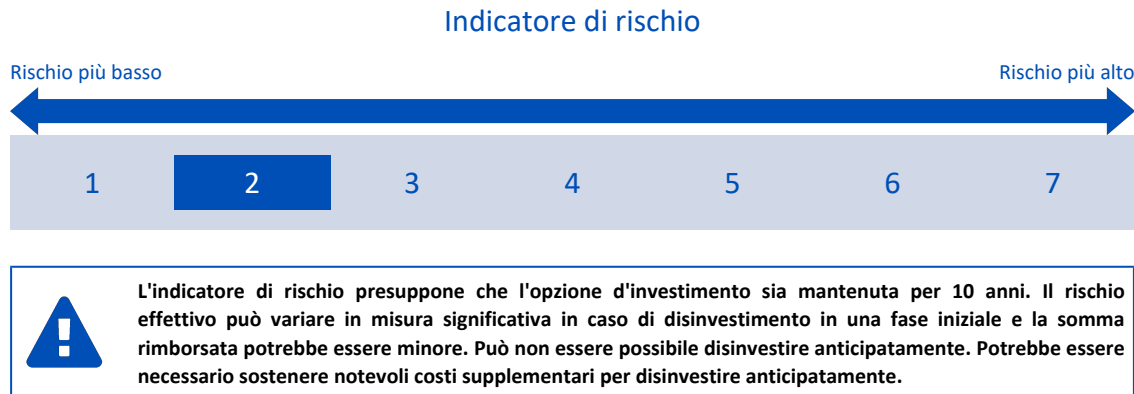 Indicatore di rischio
Rischio più basso
Rischio più alto
1 2 3 4 5 6 7
L'indicatore di rischio presuppone che l'opzione d'investimento sia mantenuta per 10 anni. Il rischio
effettivo può variare in misura significativa in caso di disinvestimento in una fase iniziale e la somma
rimborsata potrebbe essere minore. Può non essere possibile disinvestire anticipatamente. Potrebbe essere
necessario sostenere notevoli costi supplementari per disinvestire anticipatamente.